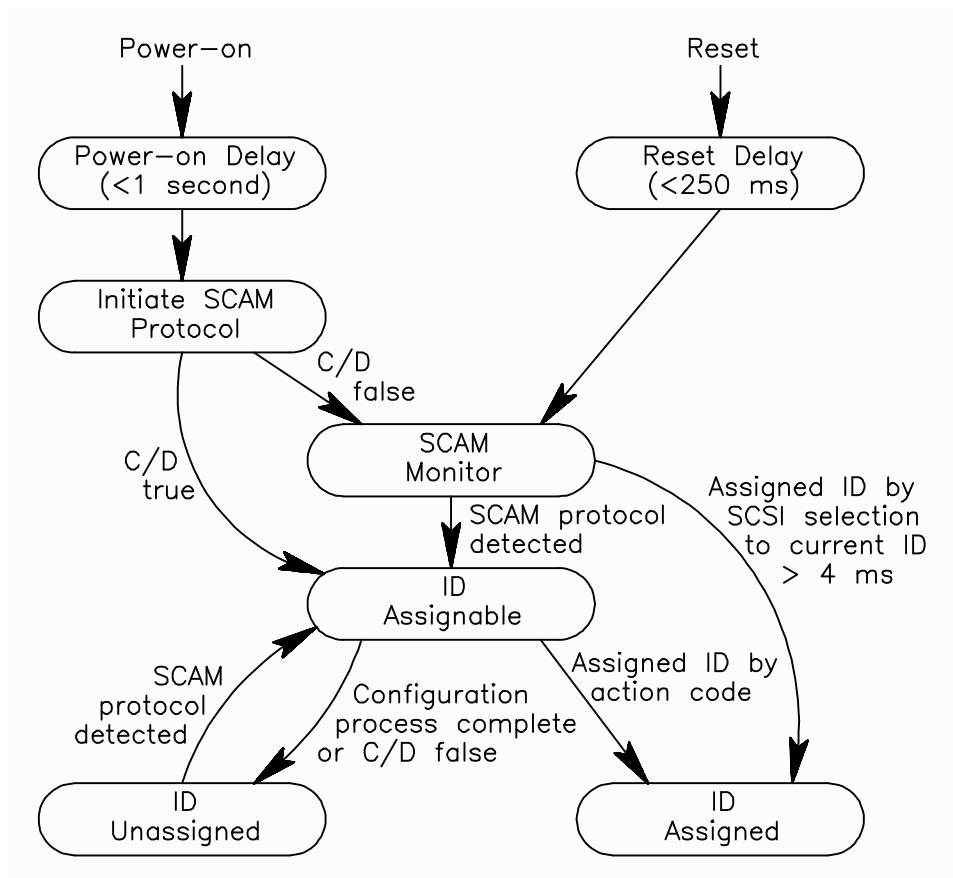 Power-on
Reset
Power-on Delay
(<1 second)
Reset Delay
(<250 ms)
Initiate SCAM
Protocol
C/D
false
SCAM
Monitor
C/D
true
Assigned ID by
SCSI selection
to current ID
> 4 ms
SCAM protocol
detected
ID
Assignable
SCAM
protocol
detected
Configuration
process complete
or C/D false
Assigned ID by
action code
ID
Unassigned
ID
Assigned